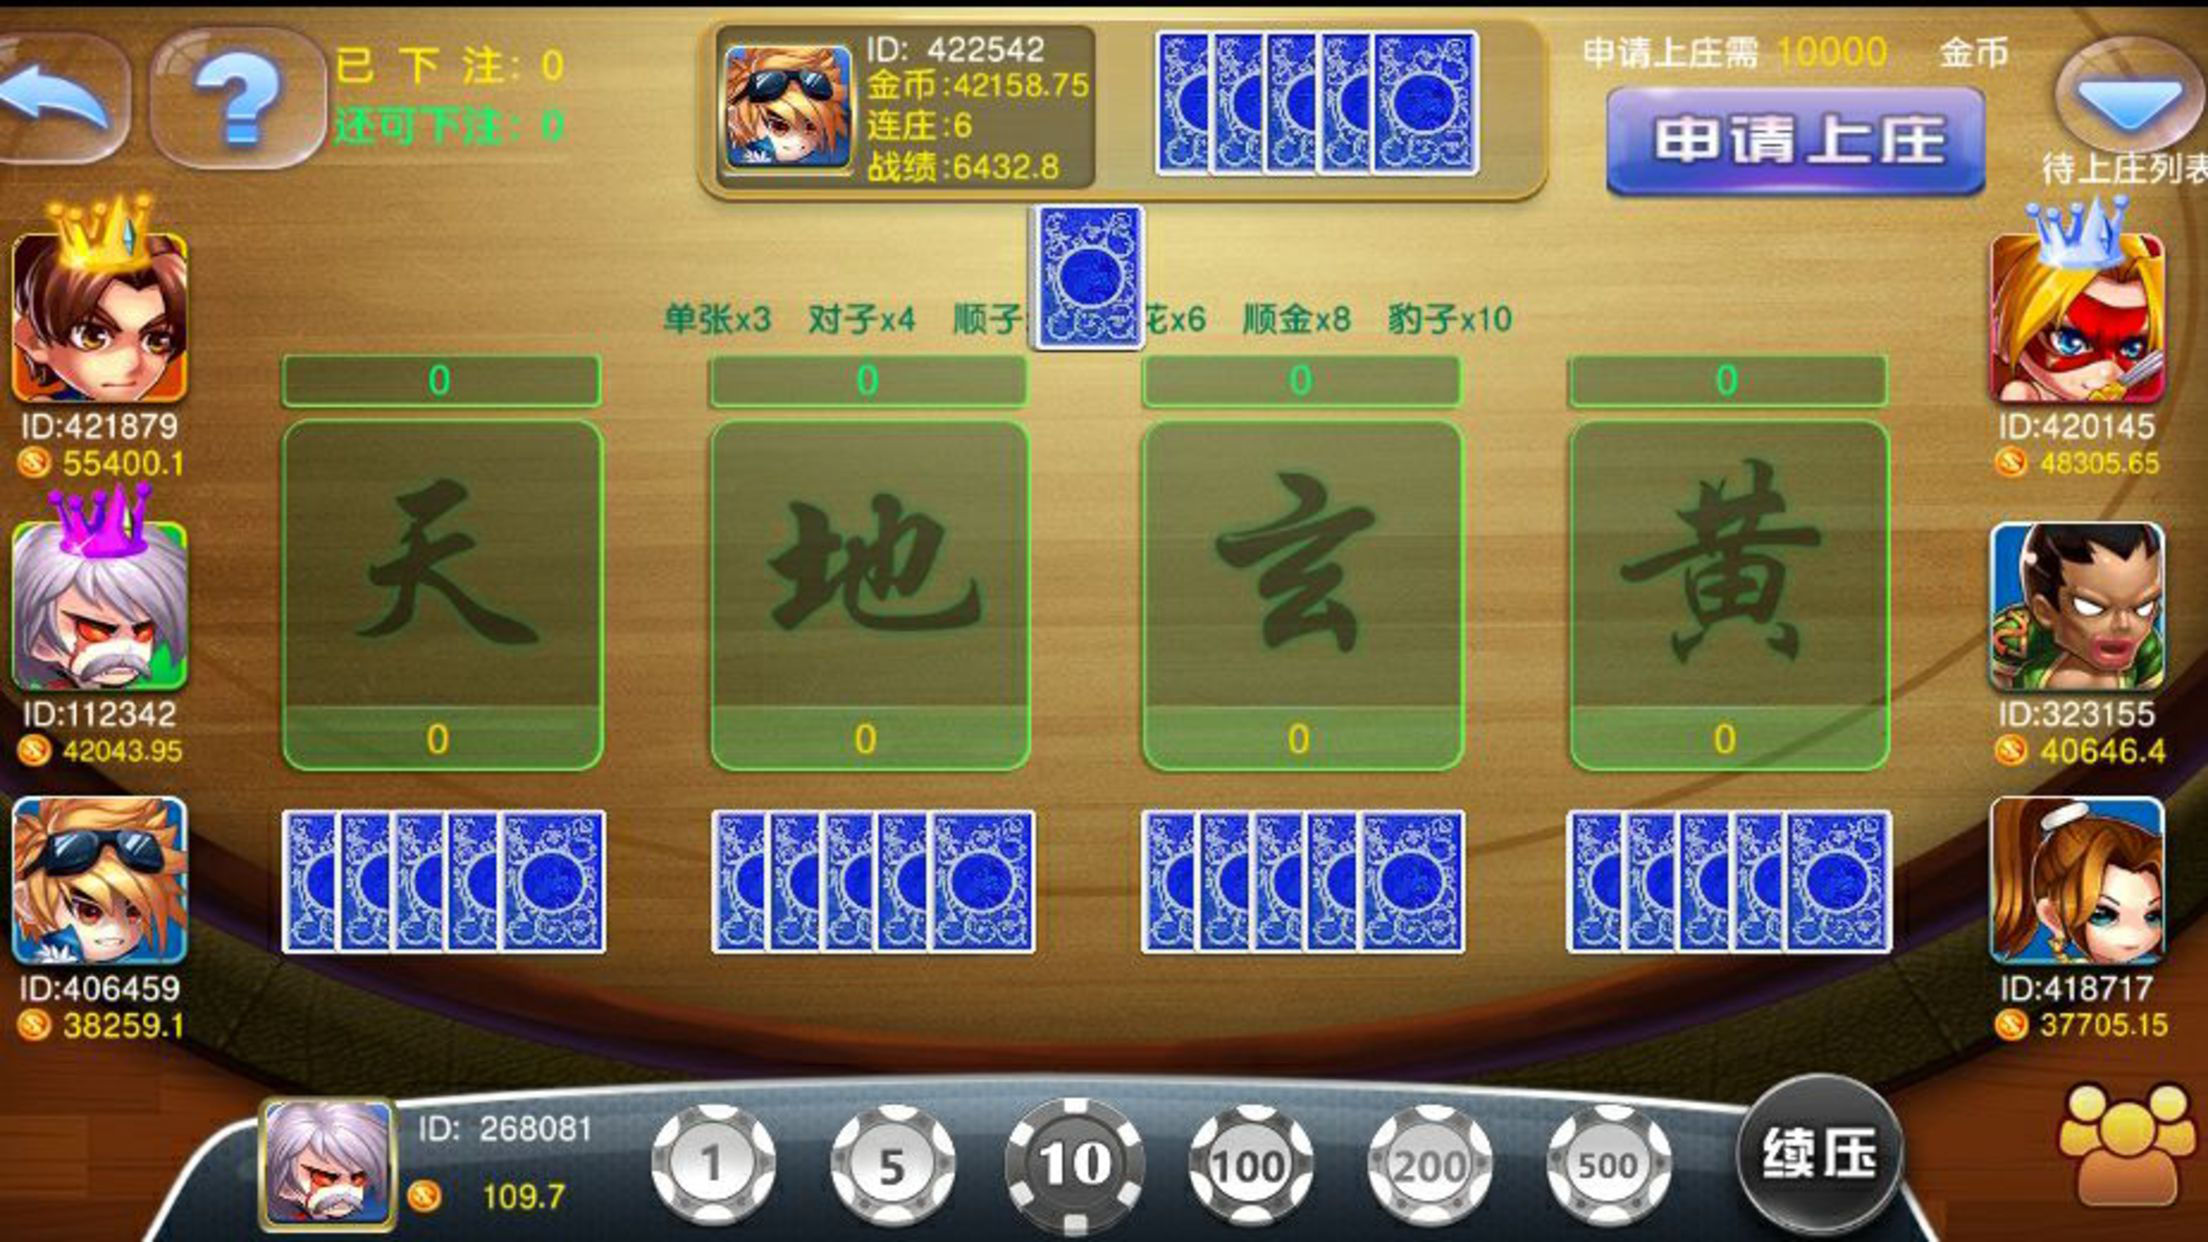 已下注: 0
还可下注: 0
ID: 422542
金币:42158.75
连庄:6
战绩:6432.8
申请上庄需 10000 金币
申请上庄
待上庄列表
单张x3 对子x4 顺子 花x6 顺金x8 豹子x10
ID:421879
55400.1
ID:112342
42043.95
ID:406459
38259.1
0 0 0 0
天 地 玄 黄
0 0 0 0
ID:420145
48305.65
ID:323155
40646.4
ID:418717
37705.15
ID: 268081
109.7
1 5 10 100 200 500
续压